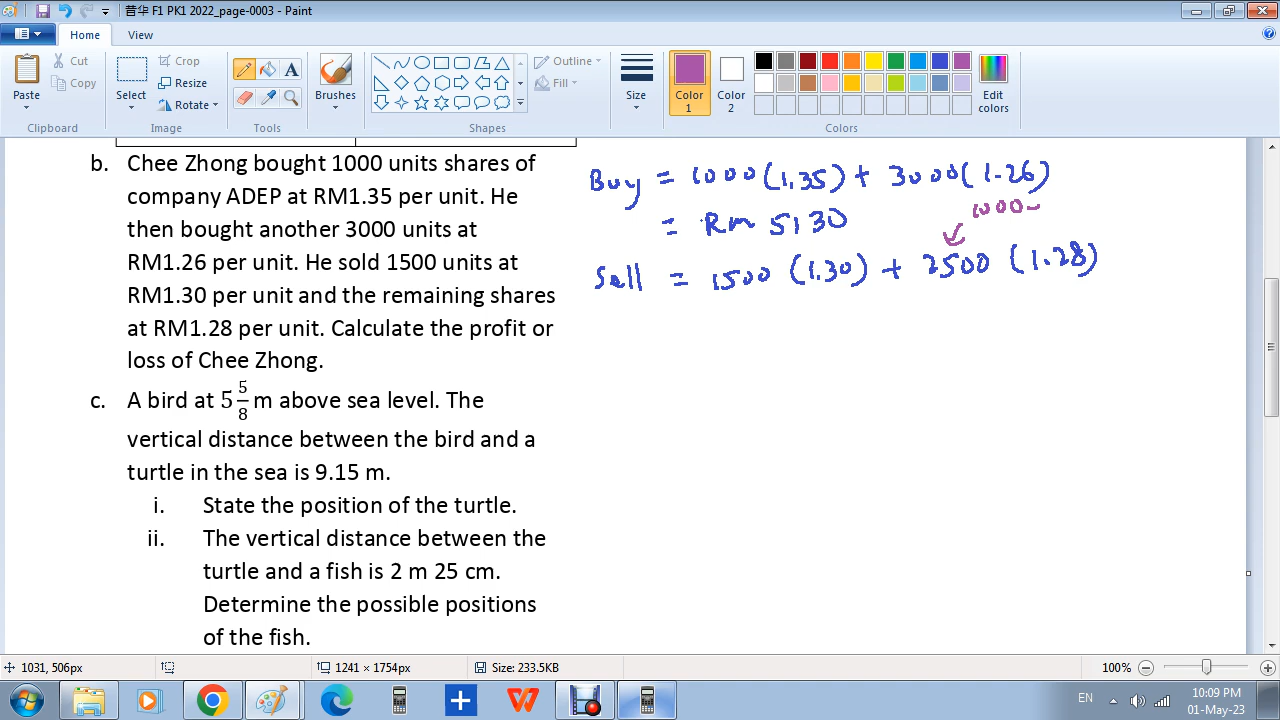 昔华 F1 PK1 2022_page-0003 - Paint
Home View
Paste
Cut
Copy
Clipboard
Select
Crop
Resize
Rotate
Image
A
Tools
Brushes
Shapes
Outline
Fill
Size
Color 1
Color 2
Colors
Edit colors
b. Chee Zhong bought 1000 units shares of
company ADEP at RM1.35 per unit. He
then bought another 3000 units at
RM1.26 per unit. He sold 1500 units at
RM1.30 per unit and the remaining shares
at RM1.28 per unit. Calculate the profit or
loss of Chee Zhong.
c. A bird at 5 5/8 m above sea level. The
vertical distance between the bird and a
turtle in the sea is 9.15 m.
i. State the position of the turtle.
ii. The vertical distance between the
turtle and a fish is 2 m 25 cm.
Determine the possible positions
of the fish.
Buy = 1000(1.35) + 3000(1.26)
= Rm 5130
1000
Sell = 1500 (1.30) + 2500 (1.28)
1031, 506px
1241 × 1754px
Size: 233.5KB
100%
EN
10:09 PM
01-May-23